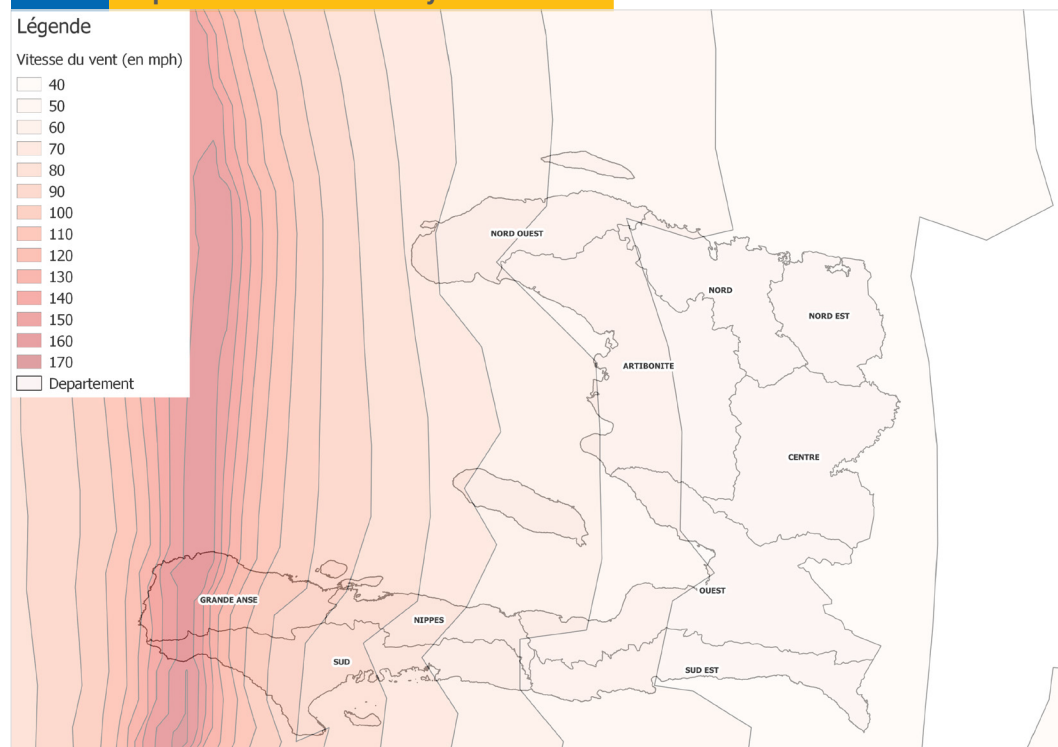 Légende
Vitesse du vent (en mph)
40
50
60
70
80
90
100
110
120
130
140
150
160
170
Departement
NORD OUEST
NORD
NORD EST
ARTIBONITE
CENTRE
GRANDE ANSE
OUEST
NIPPES
SUD
SUD EST